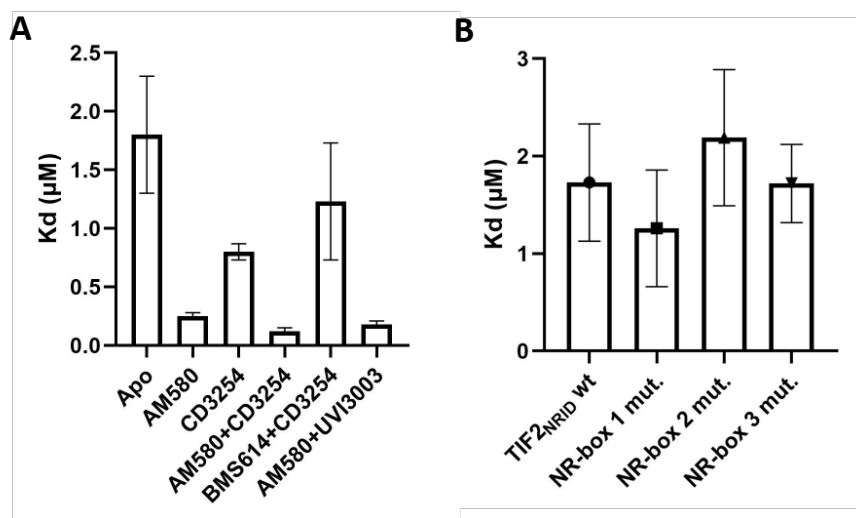 A
Kd (µM)
2.5
2.0
1.5
1.0
0.5
0.0
Apo
AM580
CD3254
AM580+CD3254
BMS614+CD3254
AM580+UVI3003
B
Kd (µM)
3
2
1
0
TIF2NRID wt
NR-box 1 mut.
NR-box 2 mut.
NR-box 3 mut.